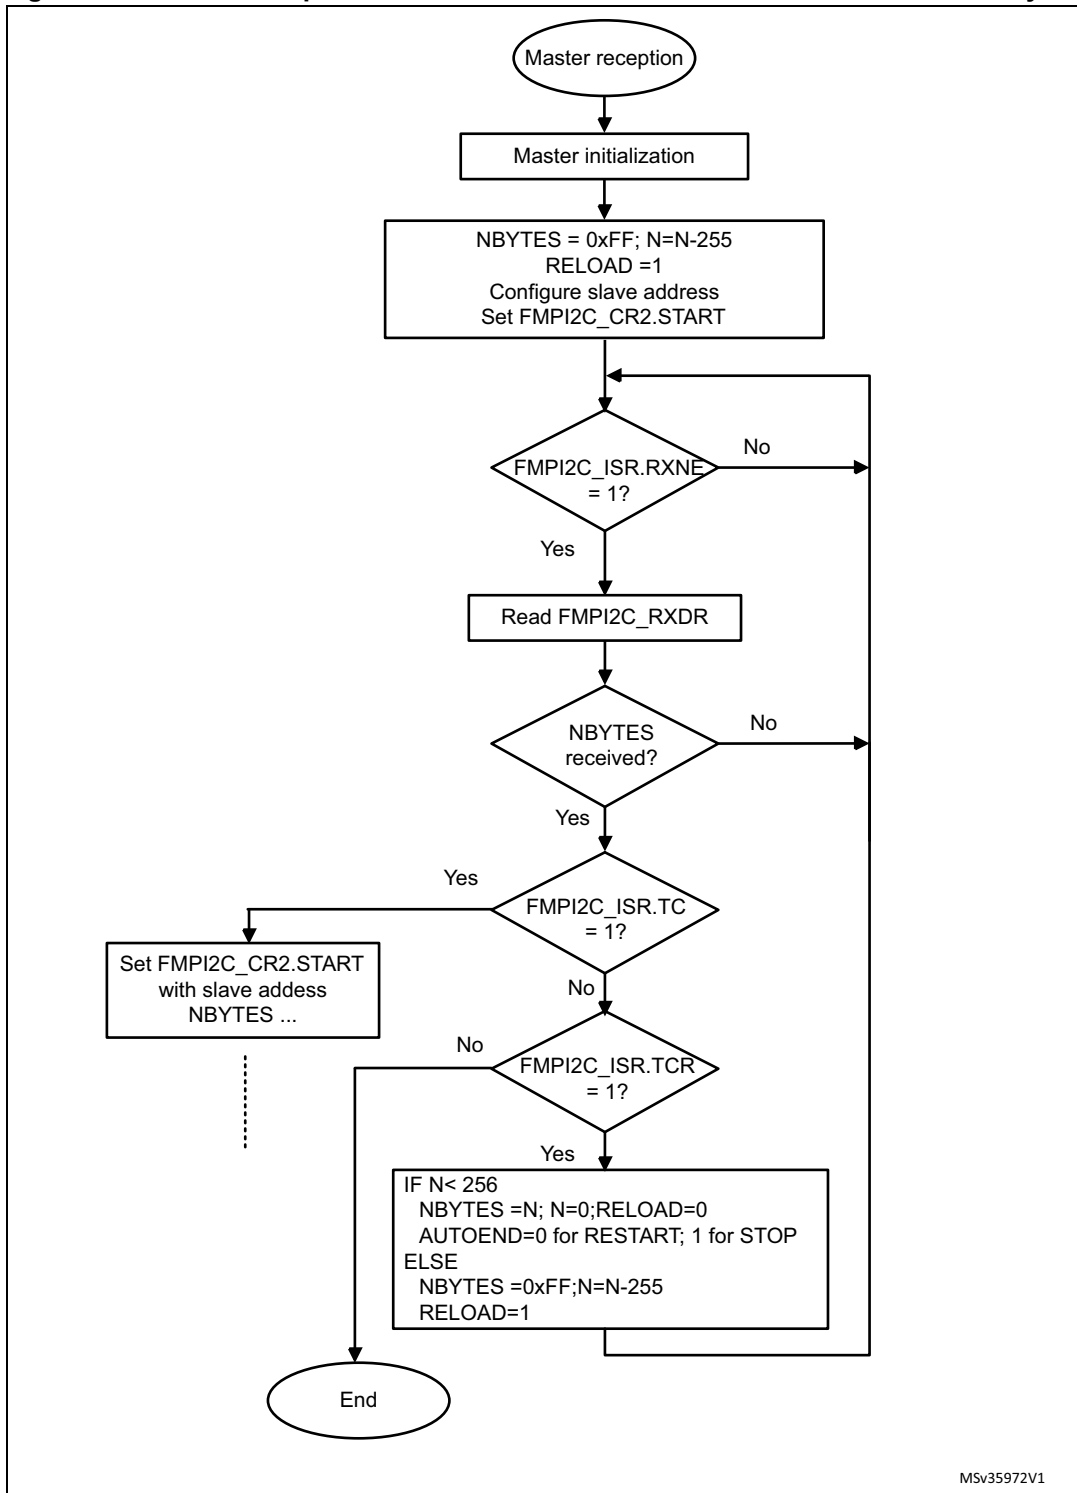 Master reception
Master initialization
NBYTES = 0xFF; N=N-255
RELOAD =1
Configure slave address
Set FMPI2C_CR2.START
No
FMPI2C_ISR.RXNE
= 1?
Yes
Read FMPI2C_RXDR
No
NBYTES
received?
Yes
Yes
FMPI2C_ISR.TC
= 1?
Set FMPI2C_CR2.START
with slave addess
NBYTES ...
No
No
FMPI2C_ISR.TCR
= 1?
Yes
IF N< 256
NBYTES =N; N=0;RELOAD=0
AUTOEND=0 for RESTART; 1 for STOP
ELSE
NBYTES =0xFF;N=N-255
RELOAD=1
End
MSv35972V1